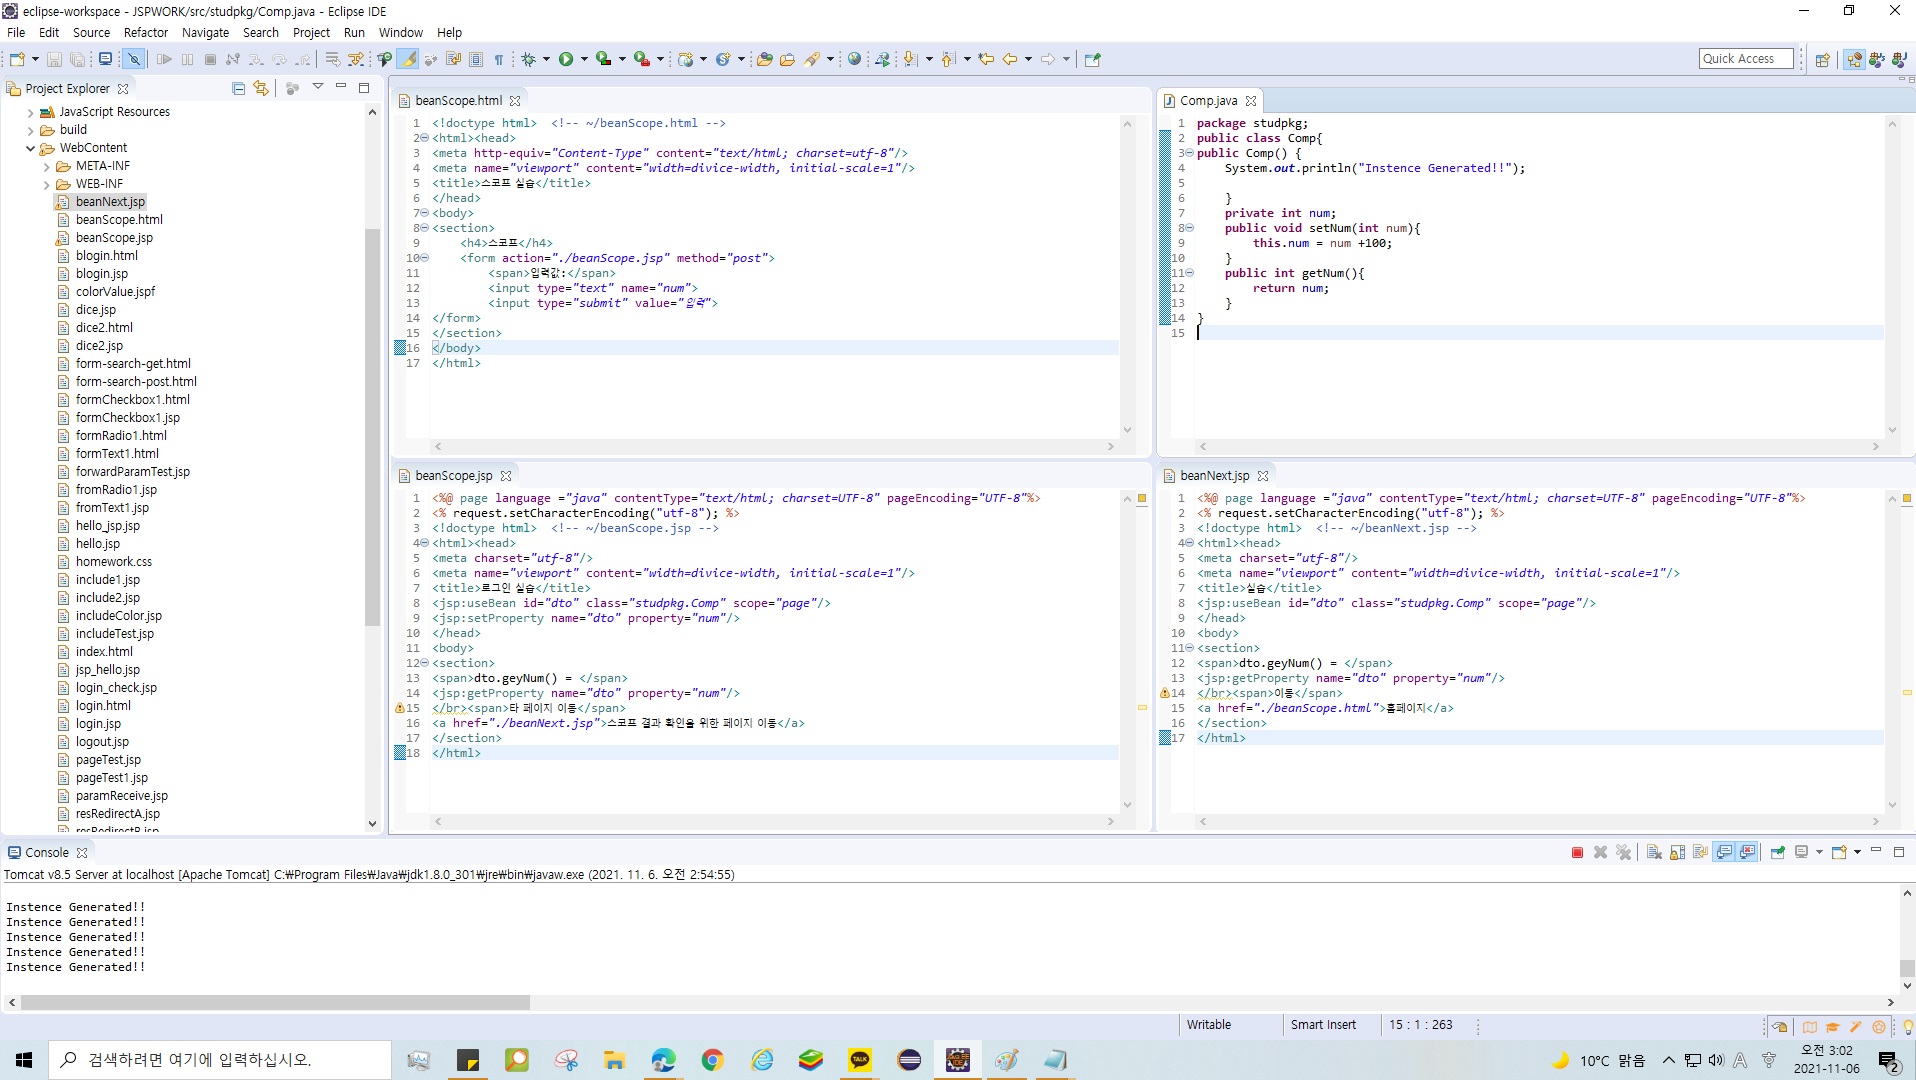 eclipse-workspace - JSPWORK/src/studpkg/Comp.java - Eclipse IDE
File Edit Source Refactor Navigate Search Project Run Window Help
Quick Access
Project Explorer
JavaScript Resources
build
WebContent
META-INF
WEB-INF
beanNext.jsp
beanScope.html
beanScope.jsp
blogin.html
blogin.jsp
colorValue.jspf
dice.jsp
dice2.html
dice2.jsp
form-search-get.html
form-search-post.html
formCheckbox1.html
formCheckbox1.jsp
formRadio1.html
formText1.html
forwardParamTest.jsp
fromRadio1.jsp
fromText1.jsp
hello_jsp.jsp
hello.jsp
homework.css
include1.jsp
include2.jsp
includeColor.jsp
includeTest.jsp
index.html
jsp_hello.jsp
login_check.jsp
login.html
login.jsp
logout.jsp
pageTest.jsp
pageTest1.jsp
paramReceive.jsp
resRedirectA.jsp
resRedirectB.jsp
beanScope.html
1 <!doctype html>  <!-- ~/beanScope.html -->
2 <html><head>
3 <meta http-equiv="Content-Type" content="text/html; charset=utf-8"/>
4 <meta name="viewport" content="width=divice-width, initial-scale=1"/>
5 <title>스코프 실습</title>
6 </head>
7 <body>
8 <section>
9     <h4>스코프</h4>
10     <form action="./beanScope.jsp" method="post">
11         <span>입력값:</span>
12         <input type="text" name="num">
13         <input type="submit" value="입력">
14 </form>
15 </section>
16 </body>
17 </html>
Comp.java
1 package studpkg;
2 public class Comp{
3 public Comp() {
4     System.out.println("Instence Generated!!");
5
6     }
7     private int num;
8     public void setNum(int num){
9         this.num = num +100;
10     }
11     public int getNum(){
12         return num;
13     }
14 }
15
beanScope.jsp
1 <%@ page language ="java" contentType="text/html; charset=UTF-8" pageEncoding="UTF-8"%>
2 <% request.setCharacterEncoding("utf-8"); %>
3 <!doctype html>  <!-- ~/beanScope.jsp -->
4 <html><head>
5 <meta charset="utf-8"/>
6 <meta name="viewport" content="width=divice-width, initial-scale=1"/>
7 <title>로그인 실습</title>
8 <jsp:useBean id="dto" class="studpkg.Comp" scope="page"/>
9 <jsp:setProperty name="dto" property="num"/>
10 </head>
11 <body>
12 <section>
13 <span>dto.geyNum() = </span>
14 <jsp:getProperty name="dto" property="num"/>
15 </br><span>타 페이지 이동</span>
16 <a href="./beanNext.jsp">스코프 결과 확인을 위한 페이지 이동</a>
17 </section>
18 </html>
beanNext.jsp
1 <%@ page language ="java" contentType="text/html; charset=UTF-8" pageEncoding="UTF-8"%>
2 <% request.setCharacterEncoding("utf-8"); %>
3 <!doctype html>  <!-- ~/beanNext.jsp -->
4 <html><head>
5 <meta charset="utf-8"/>
6 <meta name="viewport" content="width=divice-width, initial-scale=1"/>
7 <title>실습</title>
8 <jsp:useBean id="dto" class="studpkg.Comp" scope="page"/>
9 </head>
10 <body>
11 <section>
12 <span>dto.geyNum() = </span>
13 <jsp:getProperty name="dto" property="num"/>
14 </br><span>이동</span>
15 <a href="./beanScope.html">홈페이지</a>
16 </section>
17 </html>
Console
Tomcat v8.5 Server at localhost [Apache Tomcat] C:₩Program Files₩Java₩jdk1.8.0_301₩jre₩bin₩javaw.exe (2021. 11. 6. 오전 2:54:55)
Instence Generated!!
Instence Generated!!
Instence Generated!!
Instence Generated!!
Instence Generated!!
Writable Smart Insert 15 : 1 : 263
검색하려면 여기에 입력하십시오.
TALK
10°C 맑음
A
오전 3:02
2021-11-06
2